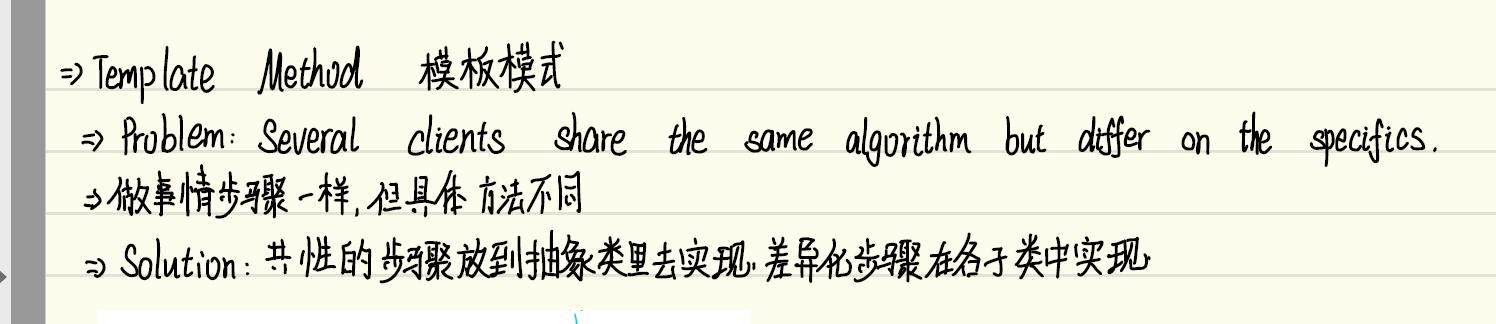 ⇒ Template Method 模板模式
⇒ Problem: Several clients share the same algorithm but differ on the specifics.
⇒ 做事情步骤一样, 但具体方法不同
⇒ Solution: 共性的步骤放到抽象类里去实现. 差异化步骤在各子类中实现